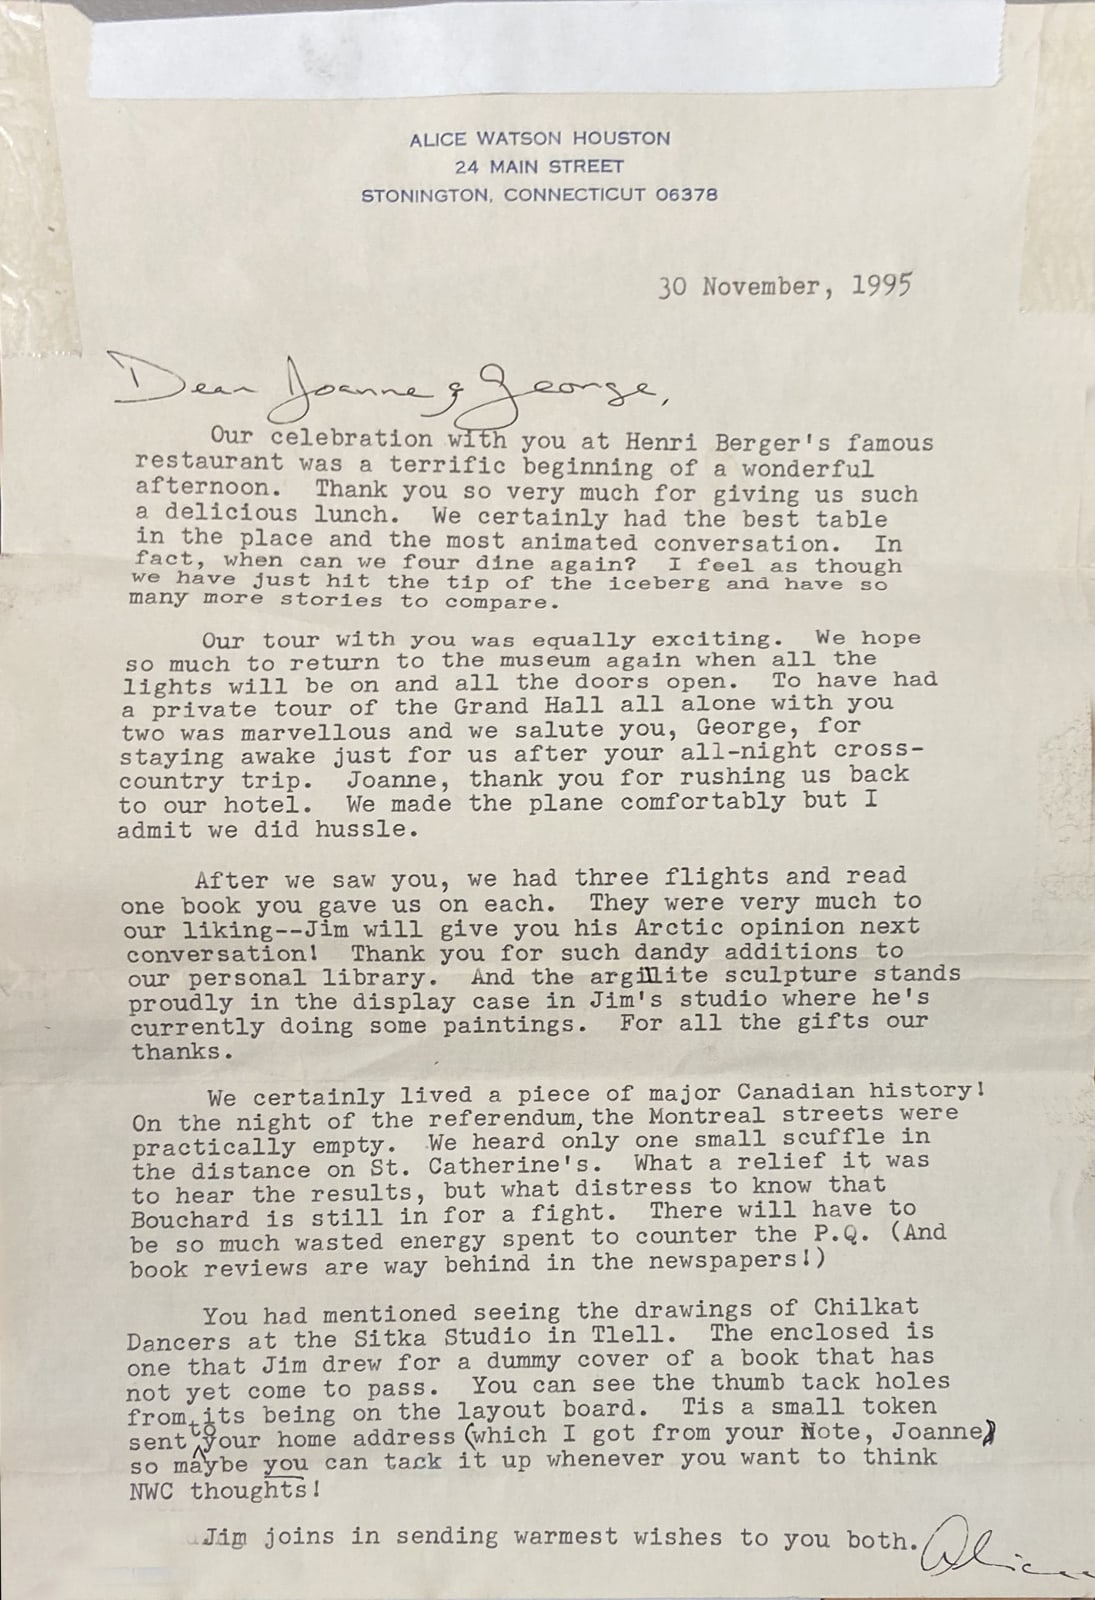 ALICE WATSON HOUSTON
24 MAIN STREET
STONINGTON, CONNECTICUT 06378
30 November, 1995
Dear Joanne & George,
Our celebration with you at Henri Berger's famous
restaurant was a terrific beginning of a wonderful
afternoon. Thank you so very much for giving us such
a delicious lunch. We certainly had the best table
in the place and the most animated conversation. In
fact, when can we four dine again? I feel as though
we have just hit the tip of the iceberg and have so
many more stories to compare.
Our tour with you was equally exciting. We hope
so much to return to the museum again when all the
lights will be on and all the doors open. To have had
a private tour of the Grand Hall all alone with you
two was marvellous and we salute you, George, for
staying awake just for us after your all-night cross-
country trip. Joanne, thank you for rushing us back
to our hotel. We made the plane comfortably but I
admit we did hussle.
After we saw you, we had three flights and read
one book you gave us on each. They were very much to
our liking--Jim will give you his Arctic opinion next
conversation! Thank you for such dandy additions to
our personal library. And the argillite sculpture stands
proudly in the display case in Jim's studio where he's
currently doing some paintings. For all the gifts our
thanks.
We certainly lived a piece of major Canadian history!
On the night of the referendum, the Montreal streets were
practically empty. We heard only one small scuffle in
the distance on St. Catherine's. What a relief it was
to hear the results, but what distress to know that
Bouchard is still in for a fight. There will have to
be so much wasted energy spent to counter the P.Q. (And
book reviews are way behind in the newspapers!)
You had mentioned seeing the drawings of Chilkat
Dancers at the Sitka Studio in Tlell. The enclosed is
one that Jim drew for a dummy cover of a book that has
not yet come to pass. You can see the thumb tack holes
from its being on the layout board. Tis a small token
sent to your home address (which I got from your Note, Joanne)
so maybe you can tack it up whenever you want to think
NWC thoughts!
Jim joins in sending warmest wishes to you both. Alice